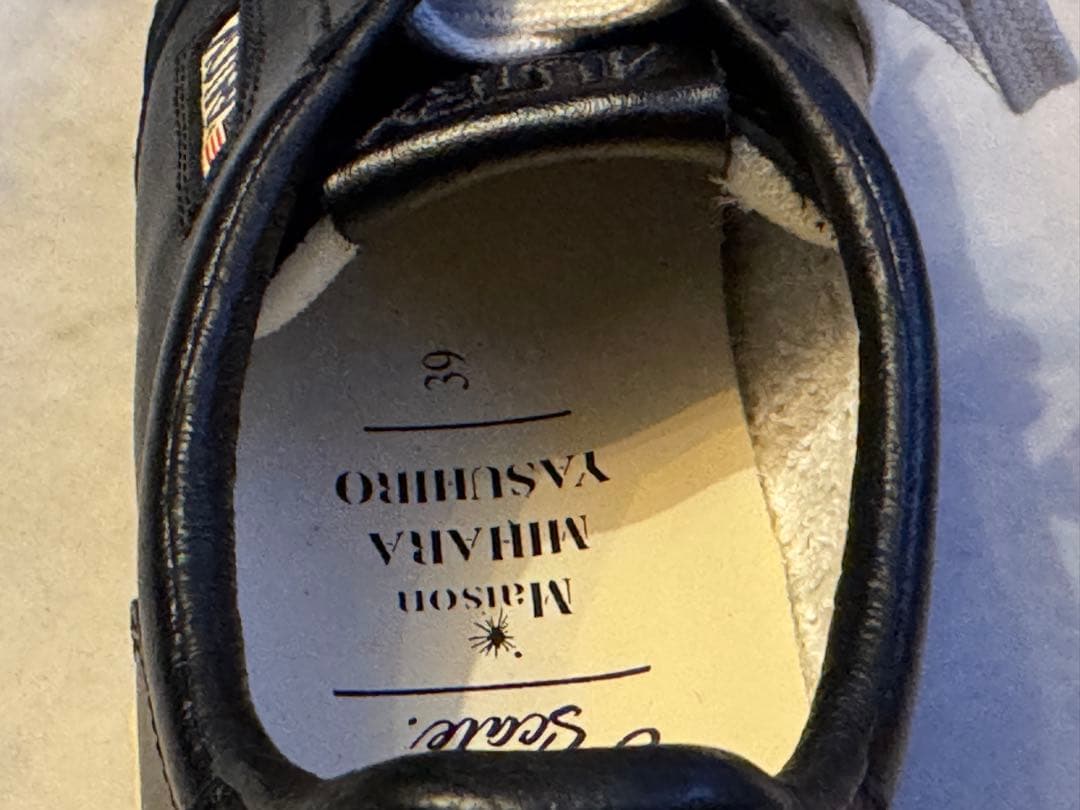 Scale.
Maison
MIHARA
YASUHIRO
39